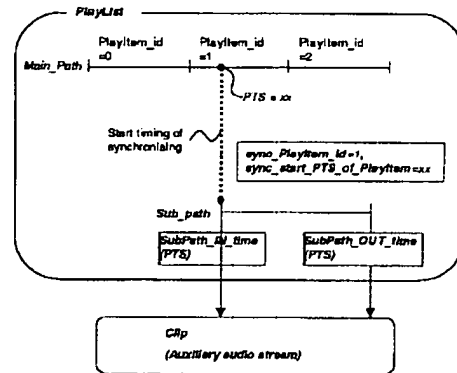 PlayList
PlayItem_id
=0
PlayItem_id
=1
PlayItem_id
=2
Main_Path
PTS = xx
Start timing of
synchronizing
sync_PlayItem_id=1,
sync_start_PTS_of_PlayItem=xx
Sub_path
SubPath_IN_time
(PTS)
SubPath_OUT_time
(PTS)
Clip
(Auxiliary audio stream)